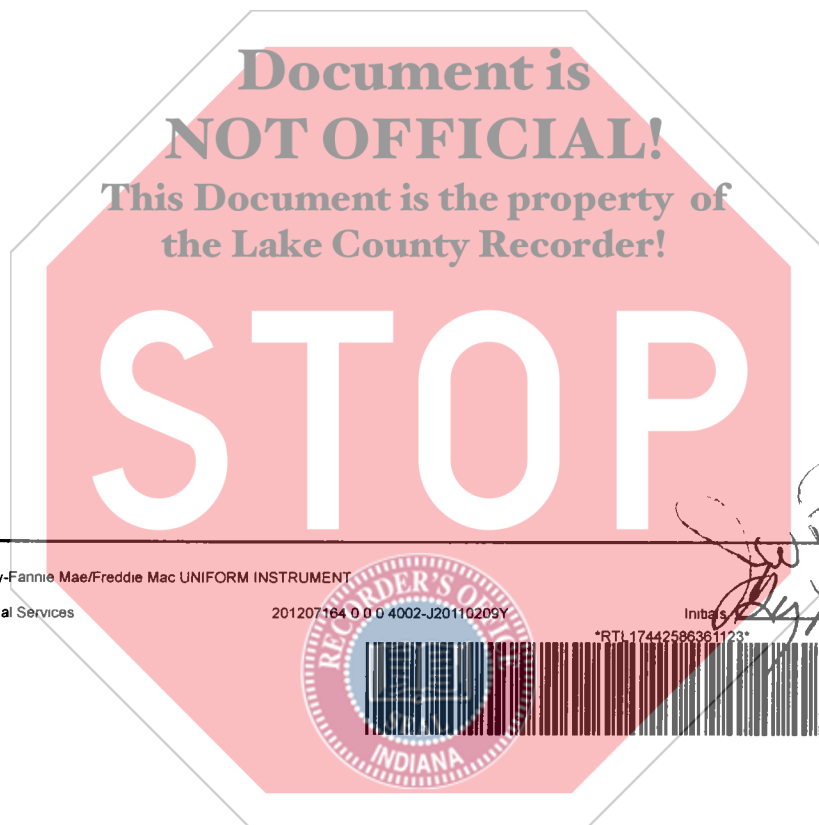 Document is
NOT OFFICIAL!
This Document is the property of
the Lake County Recorder!
STOP
y-Fannie Mae/Freddie Mac UNIFORM INSTRUMENT
al Services 201207164 0 0 0 4002-J20110209Y Initials
*RTL17442586361123*
RECORDER'S OFFICE
SEAL
INDIANA